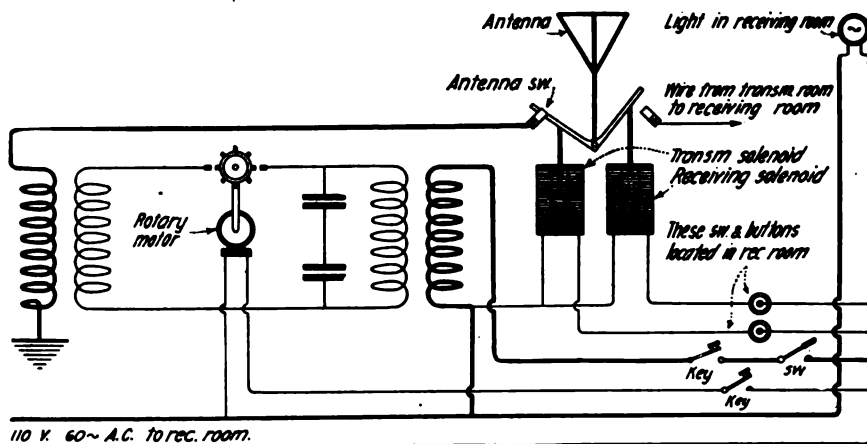 Antenna
Light in receiving room
Antenna sw.
Wire from transm. room
to receiving room
Transm solenoid
Receiving solenoid
Rotary
motor
These sw. & buttons
located in rec room
Key
SW
Key
110 V. 60~ A.C. to rec. room.